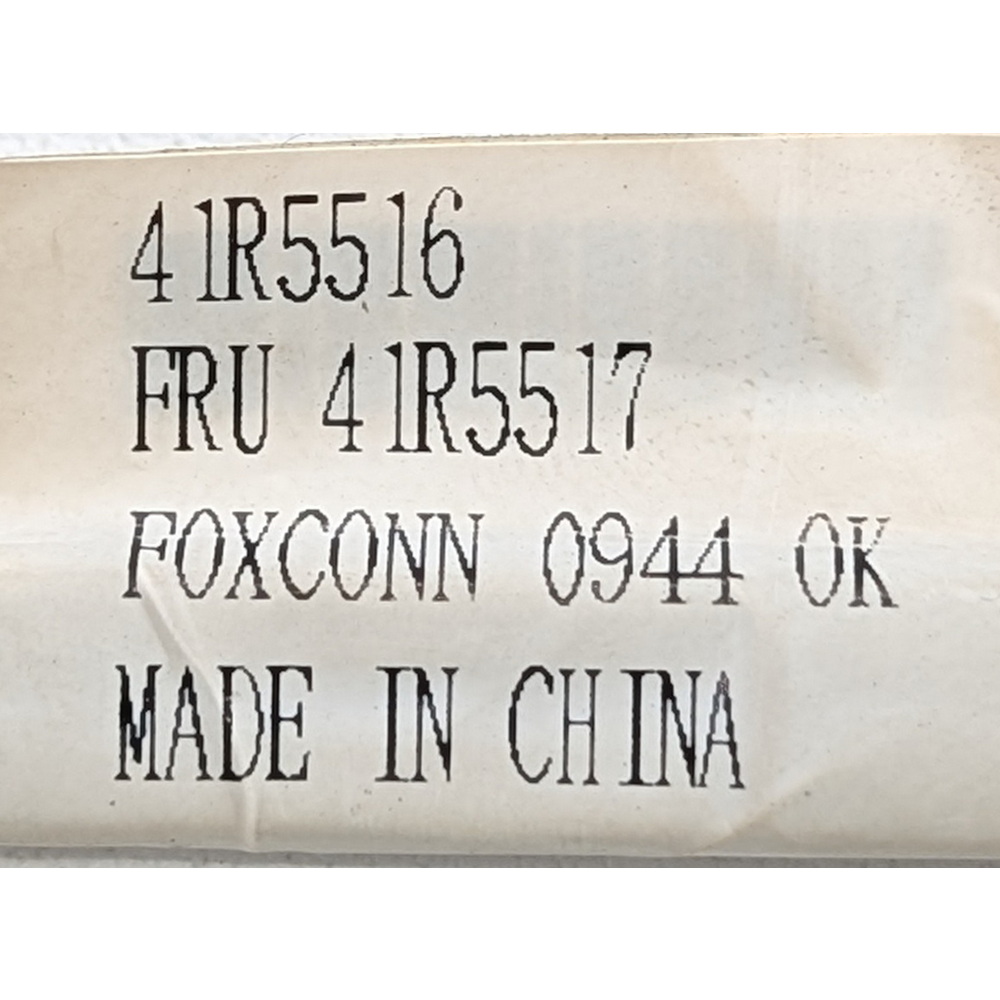 41R5516
FRU 41R5517
FOXCONN 0944 OK
MADE IN CHINA